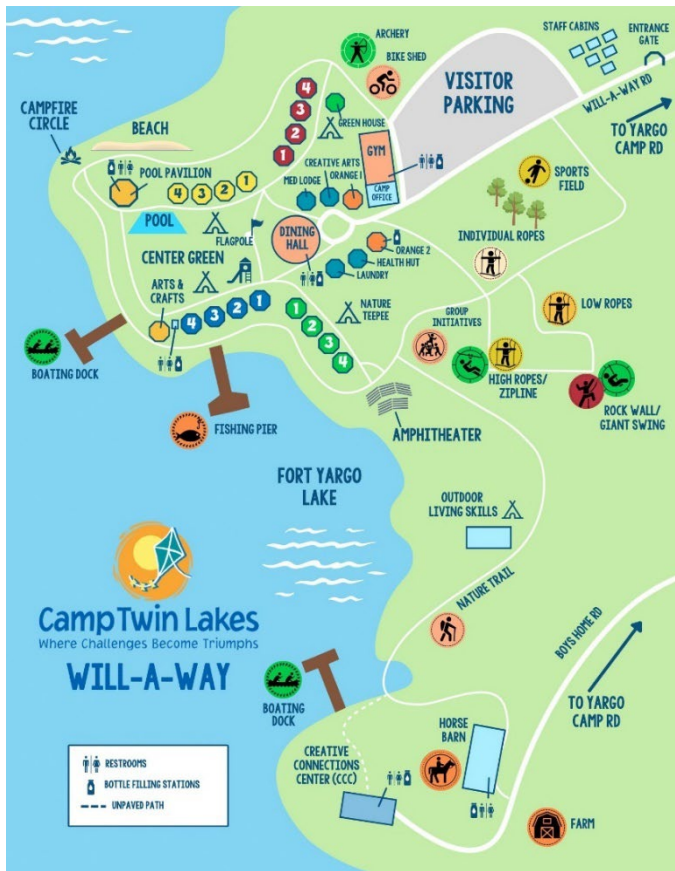 ARCHERY
BIKE SHED
STAFF CABINS
ENTRANCE
GATE
VISITOR
PARKING
WILL-A-WAY RD
TO YARGO
CAMP RD
CAMPFIRE
CIRCLE
BEACH
4
3
2
1
GREEN HOUSE
GYM
CAMP
OFFICE
CREATIVE ARTS
ORANGE 1
MED LODGE
POOL PAVILION
4 3 2 1
POOL
FLAGPOLE
DINING
HALL
SPORTS
FIELD
INDIVIDUAL ROPES
ORANGE 2
HEALTH HUT
LAUNDRY
CENTER GREEN
ARTS &
CRAFTS
4 3 2 1
1
2
3
4
NATURE
TEEPEE
GROUP
INITIATIVES
LOW ROPES
HIGH ROPES/
ZIPLINE
ROCK WALL/
GIANT SWING
BOATING DOCK
FISHING PIER
AMPHITHEATER
FORT YARGO
LAKE
OUTDOOR
LIVING SKILLS
Camp Twin Lakes
Where Challenges Become Triumphs
WILL-A-WAY
NATURE TRAIL
BOYS HOME RD
TO YARGO
CAMP RD
BOATING
DOCK
HORSE
BARN
CREATIVE
CONNECTIONS
CENTER (CCC)
FARM
RESTROOMS
BOTTLE FILLING STATIONS
UNPAVED PATH